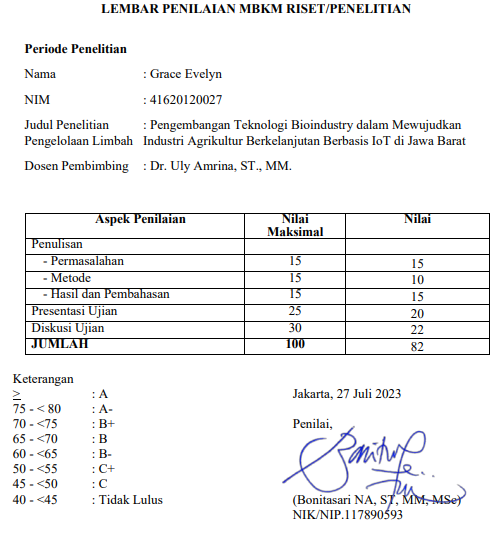 LEMBAR PENILAIAN MBKM RISET/PENELITIAN
Periode Penelitian
Nama : Grace Evelyn
NIM : 41620120027
Judul Penelitian : Pengembangan Teknologi Bioindustry dalam Mewujudkan
Pengelolaan Limbah Industri Agrikultur Berkelanjutan Berbasis IoT di Jawa Barat
Dosen Pembimbing : Dr. Uly Amrina, ST., MM.
Aspek Penilaian Nilai Maksimal Nilai
Penulisan
- Permasalahan 15 15
- Metode 15 10
- Hasil dan Pembahasan 15 15
Presentasi Ujian 25 20
Diskusi Ujian 30 22
JUMLAH 100 82
Keterangan
≥ : A Jakarta, 27 Juli 2023
75 - < 80 : A-
70 - <75 : B+ Penilai,
65 - <70 : B
60 - <65 : B-
50 - <55 : C+
45 - <50 : C
40 - <45 : Tidak Lulus (Bonitasari NA, ST, MM, MSc)
NIK/NIP.117890593